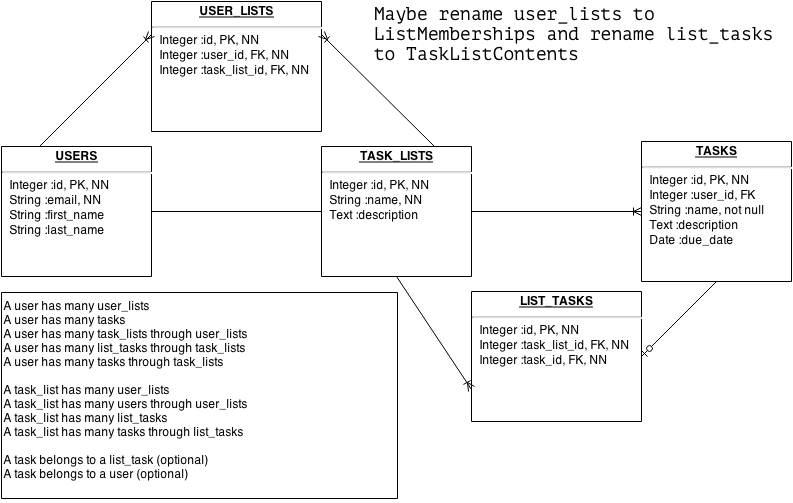 USER_LISTS
Integer :id, PK, NN
Integer :user_id, FK, NN
Integer :task_list_id, FK, NN
Maybe rename user_lists to
ListMemberships and rename list_tasks
to TaskListContents
USERS
Integer :id, PK, NN
String :email, NN
String :first_name
String :last_name
TASK_LISTS
Integer :id, PK, NN
String :name, NN
Text :description
TASKS
Integer :id, PK, NN
Integer :user_id, FK
String :name, not null
Text :description
Date :due_date
LIST_TASKS
Integer :id, PK, NN
Integer :task_list_id, FK, NN
Integer :task_id, FK, NN
A user has many user_lists
A user has many tasks
A user has many task_lists through user_lists
A user has many list_tasks through task_lists
A user has many tasks through task_lists
A task_list has many user_lists
A task_list has many users through user_lists
A task_list has many list_tasks
A task_list has many tasks through list_tasks
A task belongs to a list_task (optional)
A task belongs to a user (optional)